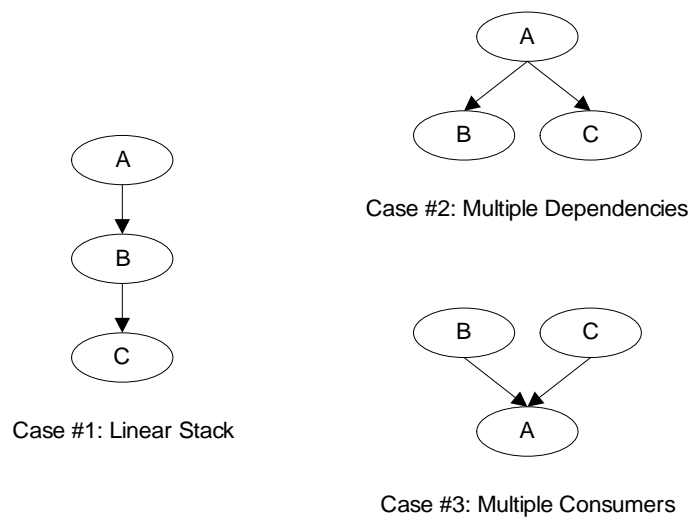 A
B
C
Case #1: Linear Stack
A
B C
Case #2: Multiple Dependencies
B C
A
Case #3: Multiple Consumers